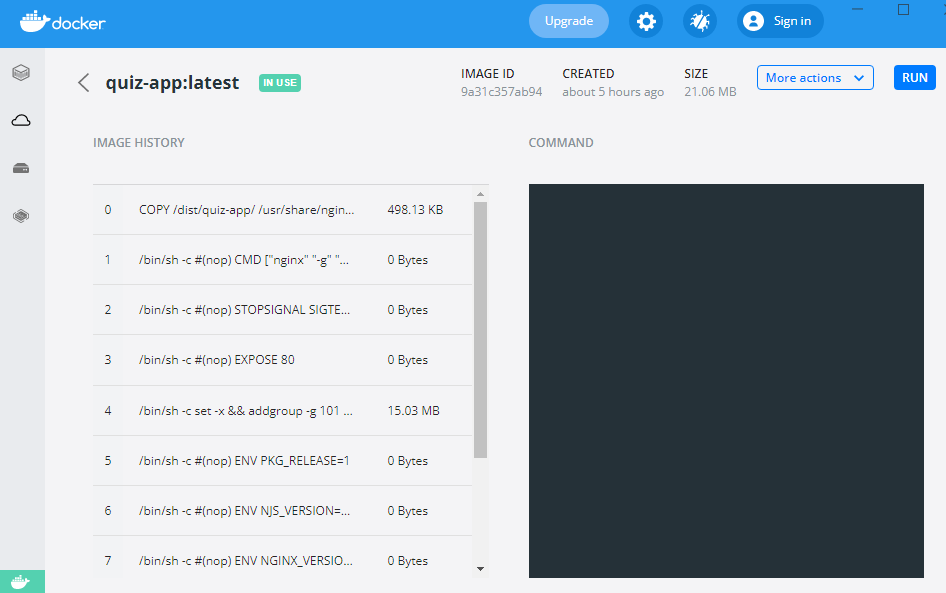 docker
Upgrade
Sign in
quiz-app:latest
IN USE
IMAGE ID
9a31c357ab94
CREATED
about 5 hours ago
SIZE
21.06 MB
More actions
RUN
IMAGE HISTORY
COMMAND
0 COPY /dist/quiz-app/ /usr/share/ngin... 498.13 KB
1 /bin/sh -c #(nop) CMD ["nginx" "-g" "... 0 Bytes
2 /bin/sh -c #(nop) STOPSIGNAL SIGTE... 0 Bytes
3 /bin/sh -c #(nop) EXPOSE 80 0 Bytes
4 /bin/sh -c set -x && addgroup -g 101 ... 15.03 MB
5 /bin/sh -c #(nop) ENV PKG_RELEASE=1 0 Bytes
6 /bin/sh -c #(nop) ENV NJS_VERSION=... 0 Bytes
7 /bin/sh -c #(nop) ENV NGINX_VERSIO... 0 Bytes